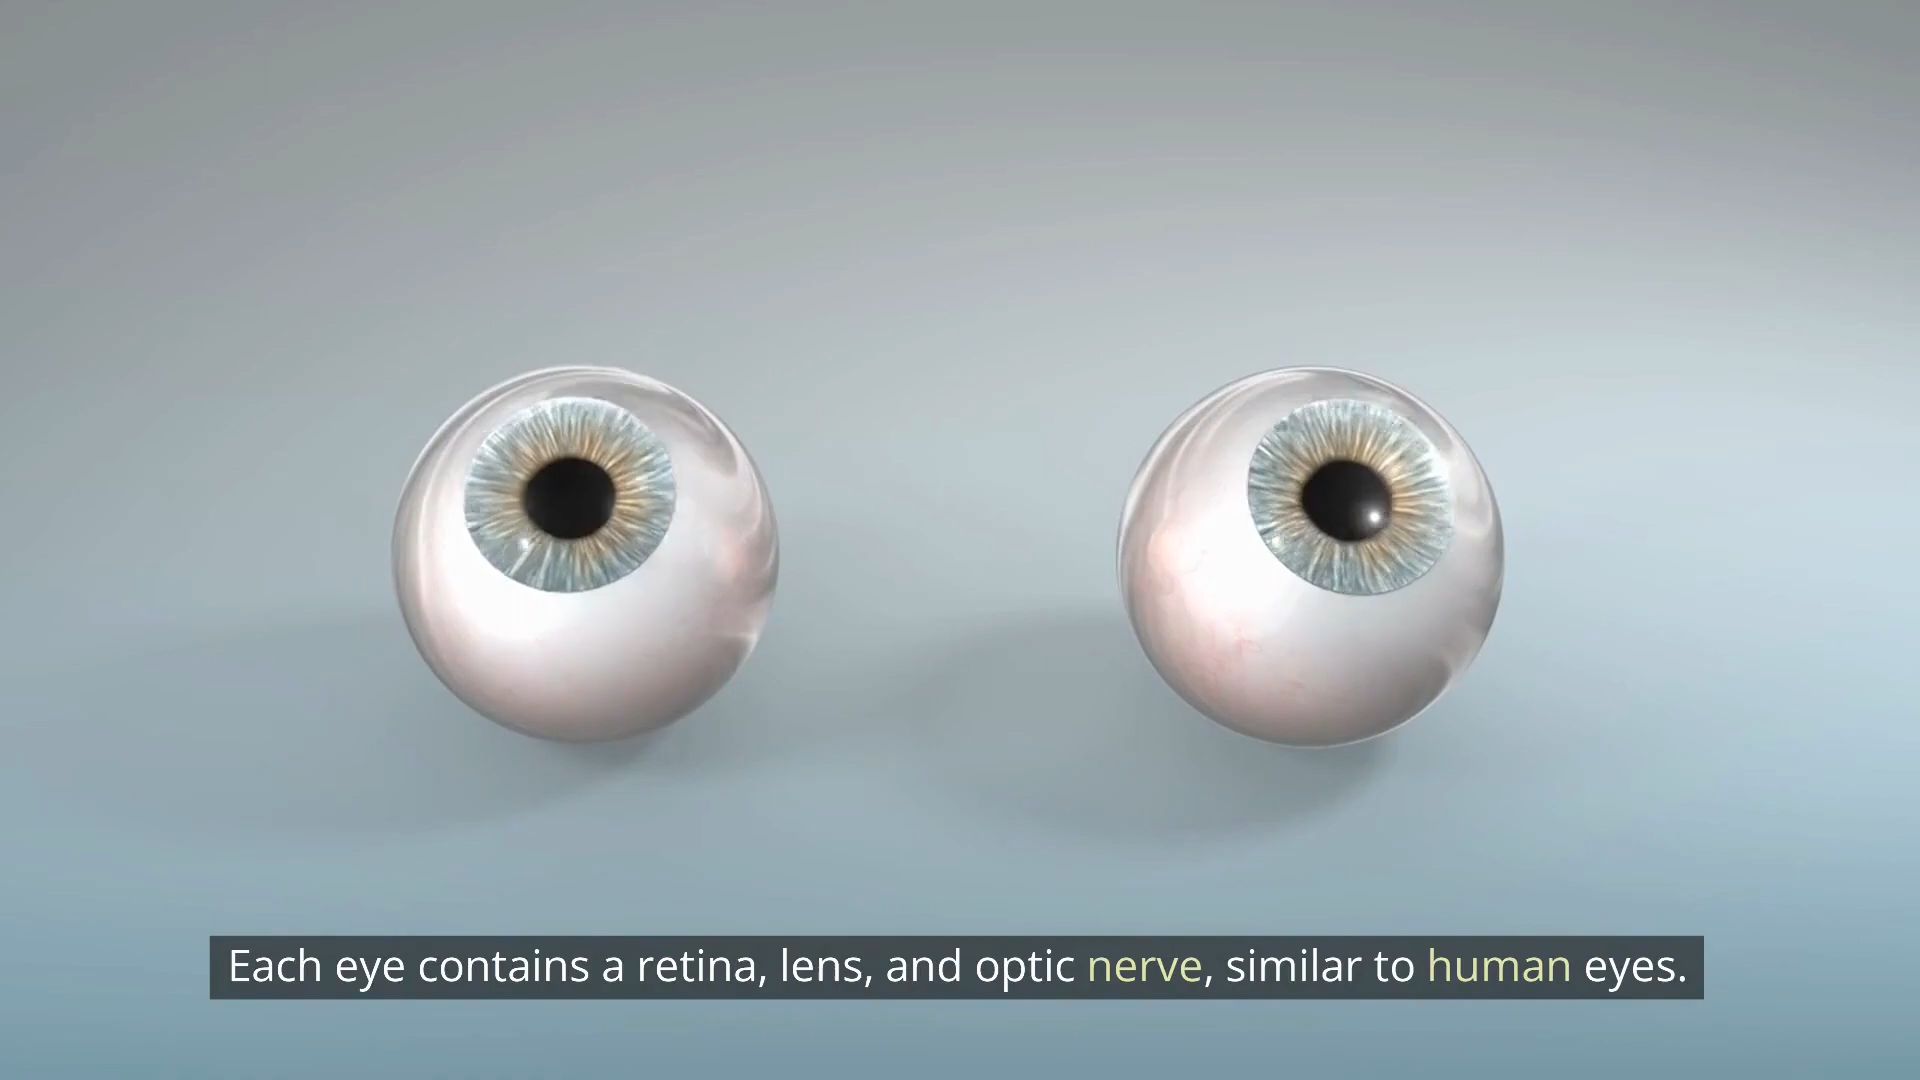 Each eye contains a retina, lens, and optic nerve, similar to human eyes.